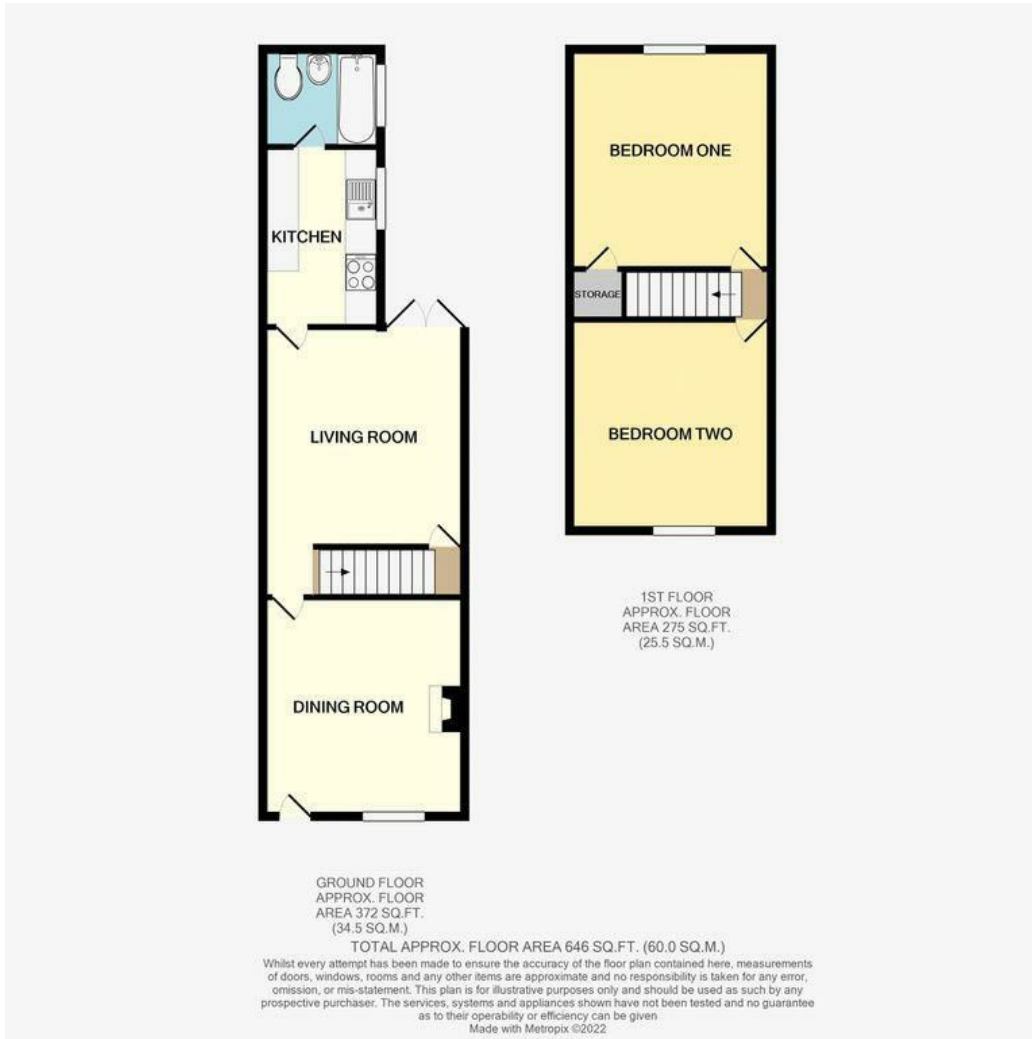 KITCHEN
LIVING ROOM
DINING ROOM
BEDROOM ONE
STORAGE
BEDROOM TWO
1ST FLOOR
APPROX. FLOOR
AREA 275 SQ.FT.
(25.5 SQ.M.)
GROUND FLOOR
APPROX. FLOOR
AREA 372 SQ.FT.
(34.5 SQ.M.)
TOTAL APPROX. FLOOR AREA 646 SQ.FT. (60.0 SQ.M.)
Whilst every attempt has been made to ensure the accuracy of the floor plan contained here, measurements
of doors, windows, rooms and any other items are approximate and no responsibility is taken for any error,
omission, or mis-statement. This plan is for illustrative purposes only and should be used as such by any
prospective purchaser. The services, systems and appliances shown have not been tested and no guarantee
as to their operability or efficiency can be given
Made with Metropix ©2022